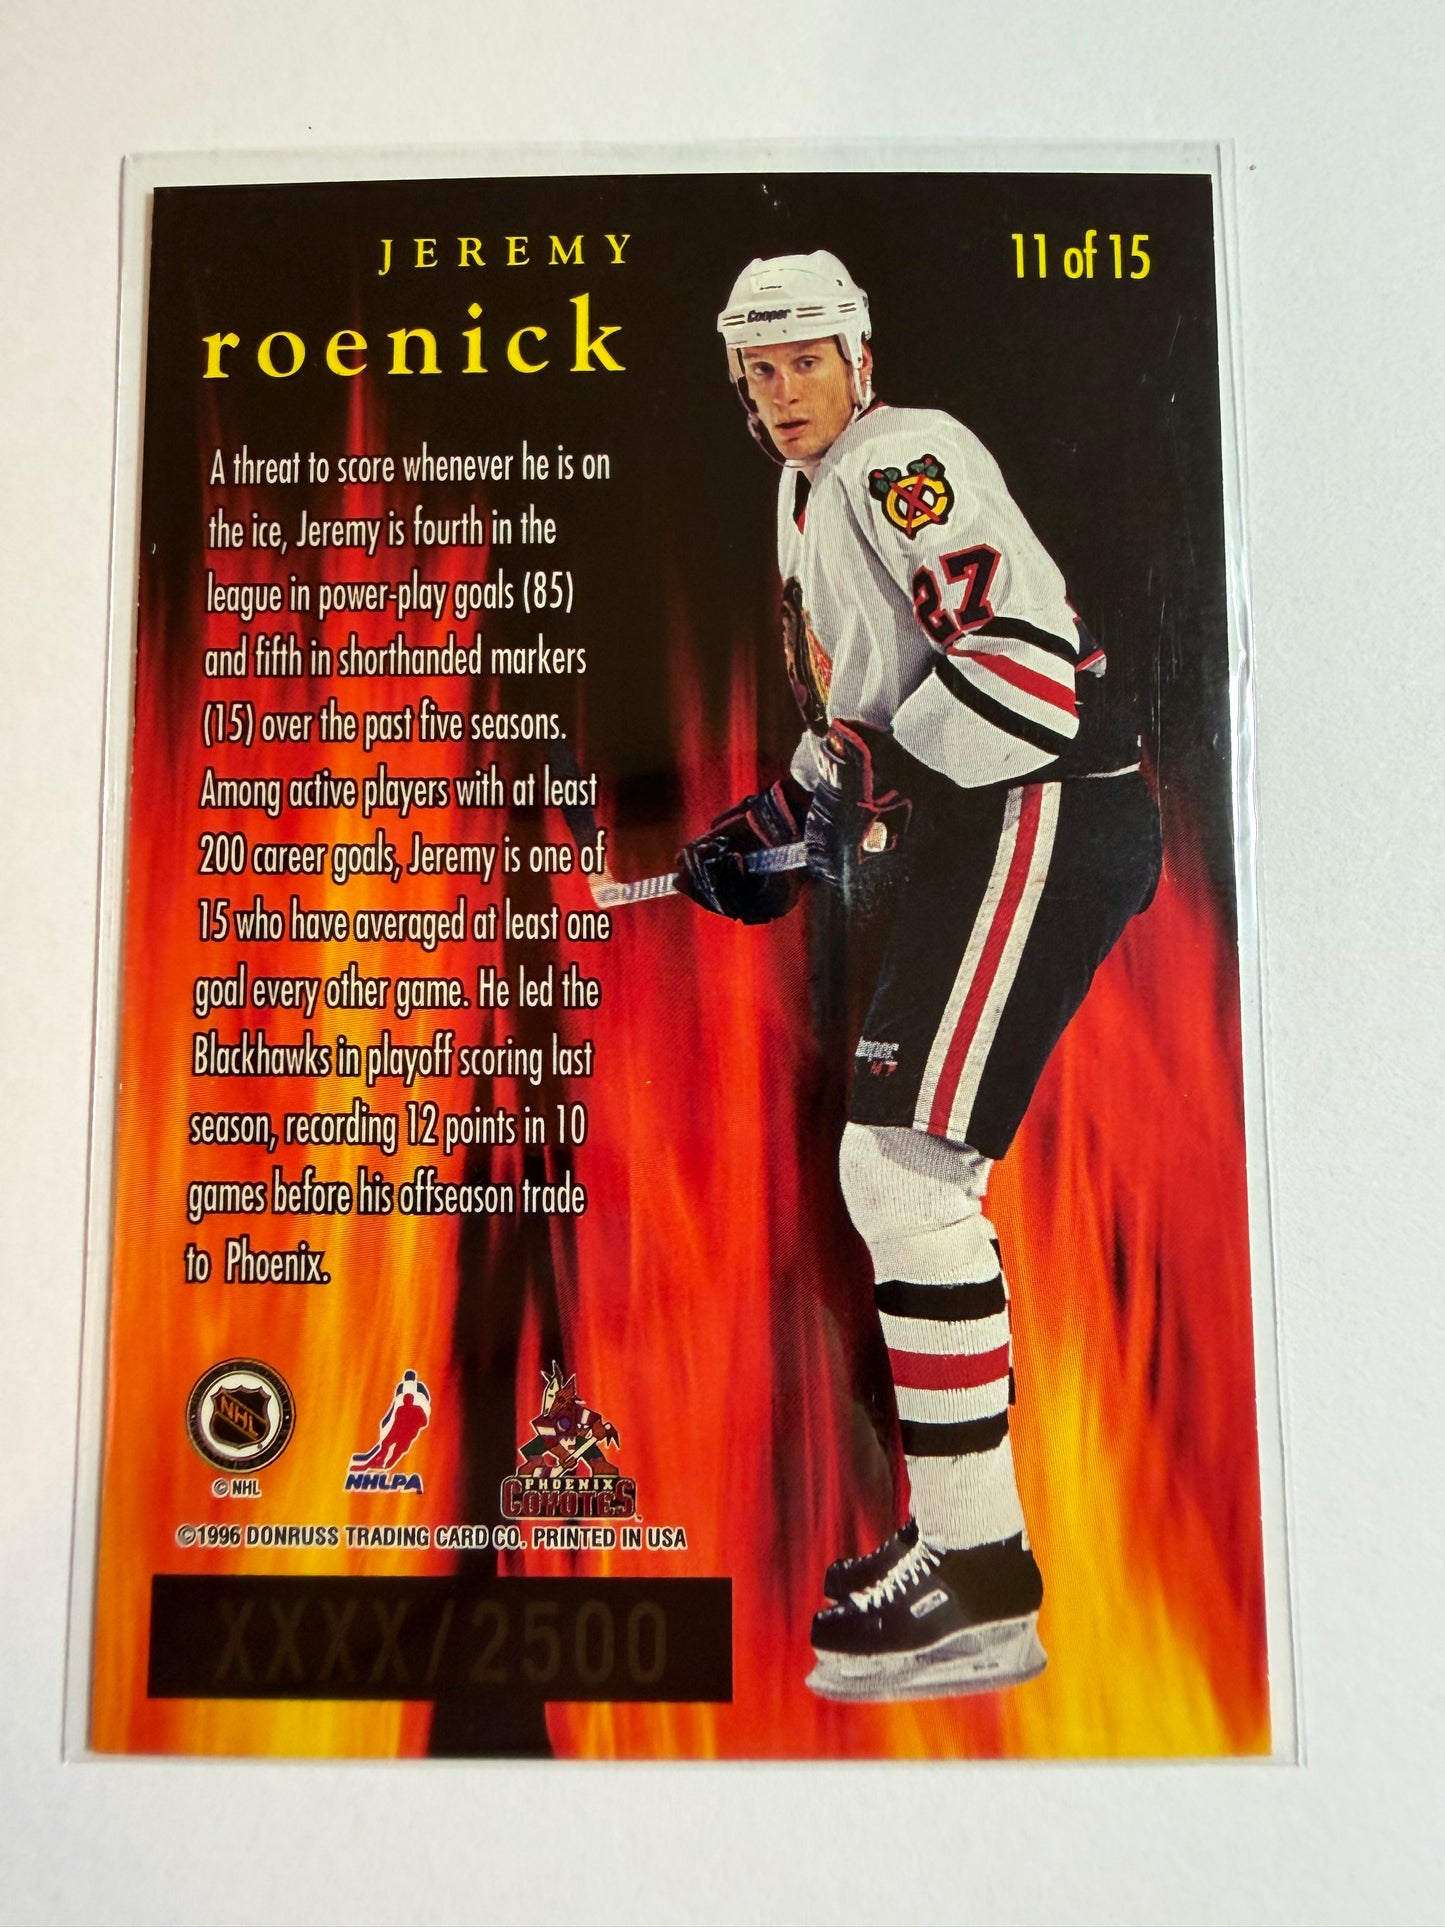 JEREMY
roenick
11 of 15
A threat to score whenever he is on
the ice, Jeremy is fourth in the
league in power-play goals (85)
and fifth in shorthanded markers
(15) over the past five seasons.
Among active players with at least
200 career goals, Jeremy is one of
15 who have averaged at least one
goal every other game. He led the
Blackhawks in playoff scoring last
season, recording 12 points in 10
games before his offseason trade
to Phoenix.
Cooper
C
27
NHL
© NHL
NHLPA
PHOENIX
COYOTES
©1996 DONRUSS TRADING CARD CO. PRINTED IN USA
XXXX/2500